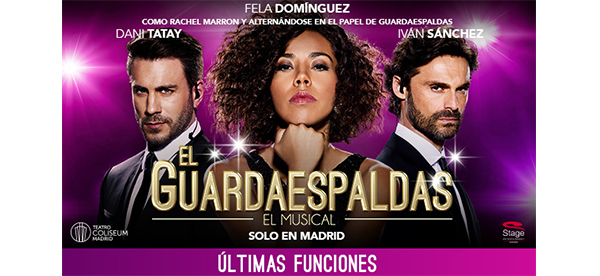 FELA DOMÍNGUEZ
COMO RACHEL MARRON Y ALTERNÁNDOSE EN EL PAPEL DE GUARDAESPALDAS
DANI TATAY
IVÁN SÁNCHEZ
EL
GUARDAESPALDAS
EL MUSICAL
SOLO EN MADRID
TEATRO
COLISEUM
MADRID
Stage
ÚLTIMAS FUNCIONES